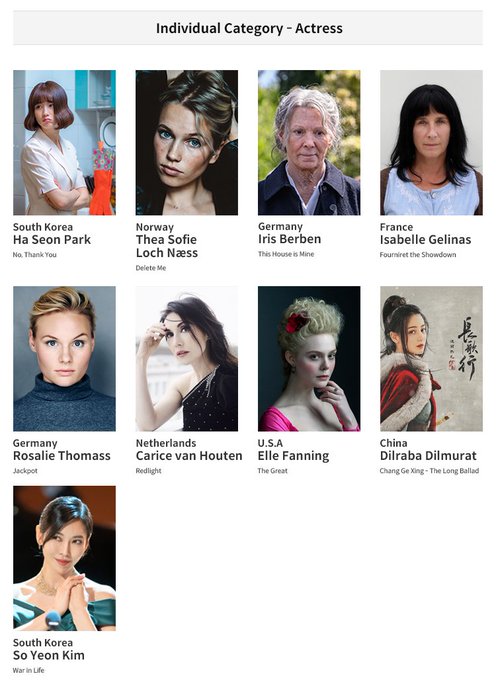 Individual Category - Actress
South Korea
Ha Seon Park
No, Thank You
Norway
Thea Sofie
Loch Næss
Delete Me
Germany
Iris Berben
This House is Mine
France
Isabelle Gelinas
Fourniret the Showdown
Germany
Rosalie Thomass
Jackpot
Netherlands
Carice van Houten
Redlight
U.S.A
Elle Fanning
The Great
長歌行
China
Dilraba Dilmurat
Chang Ge Xing - The Long Ballad
South Korea
So Yeon Kim
War in Life